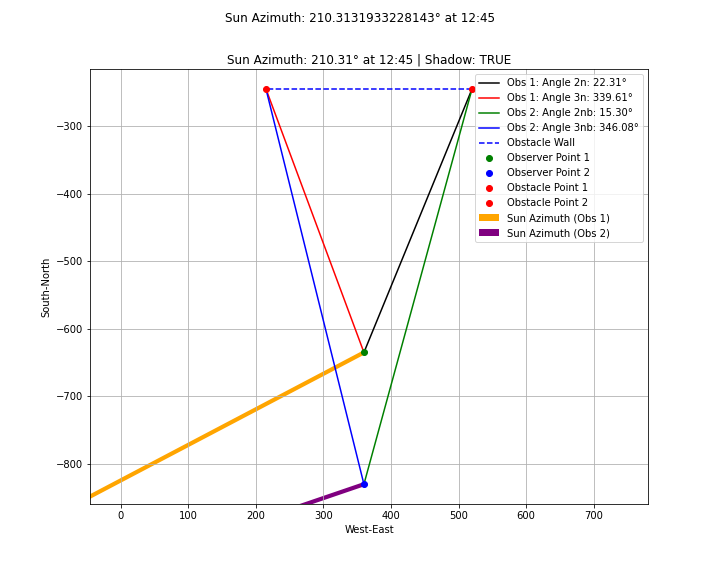 Sun Azimuth: 210.3131933228143° at 12:45
Sun Azimuth: 210.31° at 12:45 | Shadow: TRUE
Obs 1: Angle 2n: 22.31°
Obs 1: Angle 3n: 339.61°
Obs 2: Angle 2nb: 15.30°
Obs 2: Angle 3nb: 346.08°
Obstacle Wall
Observer Point 1
Observer Point 2
Obstacle Point 1
Obstacle Point 2
Sun Azimuth (Obs 1)
Sun Azimuth (Obs 2)
South-North
−300
−400
−500
−600
−700
−800
0 100 200 300 400 500 600 700
West-East